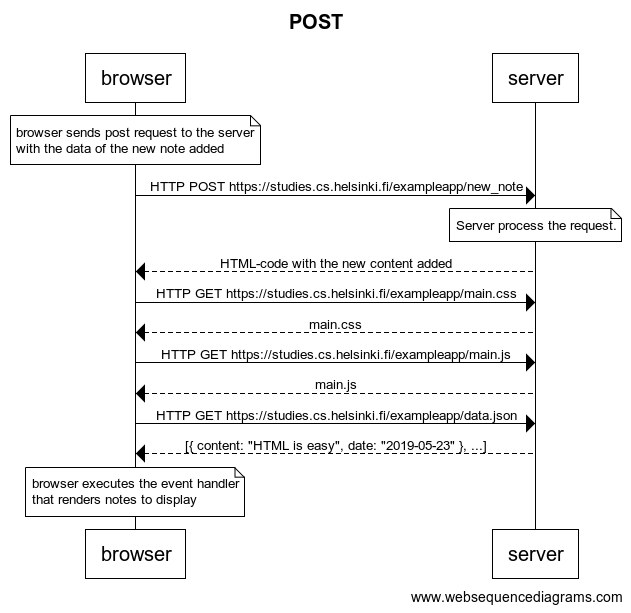 POST
browser
server
browser sends post request to the server
with the data of the new note added
HTTP POST https://studies.cs.helsinki.fi/exampleapp/new_note
Server process the request.
HTML-code with the new content added
HTTP GET https://studies.cs.helsinki.fi/exampleapp/main.css
main.css
HTTP GET https://studies.cs.helsinki.fi/exampleapp/main.js
main.js
HTTP GET https://studies.cs.helsinki.fi/exampleapp/data.json
[{ content: "HTML is easy", date: "2019-05-23" }, ...]
browser executes the event handler
that renders notes to display
browser
server
www.websequencediagrams.com